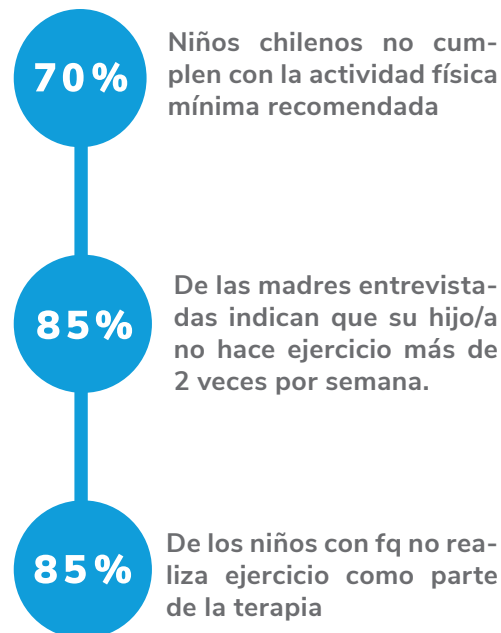 70%
Niños chilenos no cum-
plen con la actividad física
mínima recomendada
85%
De las madres entrevista-
das indican que su hijo/a
no hace ejercicio más de
2 veces por semana.
85%
De los niños con fq no rea-
liza ejercicio como parte
de la terapia